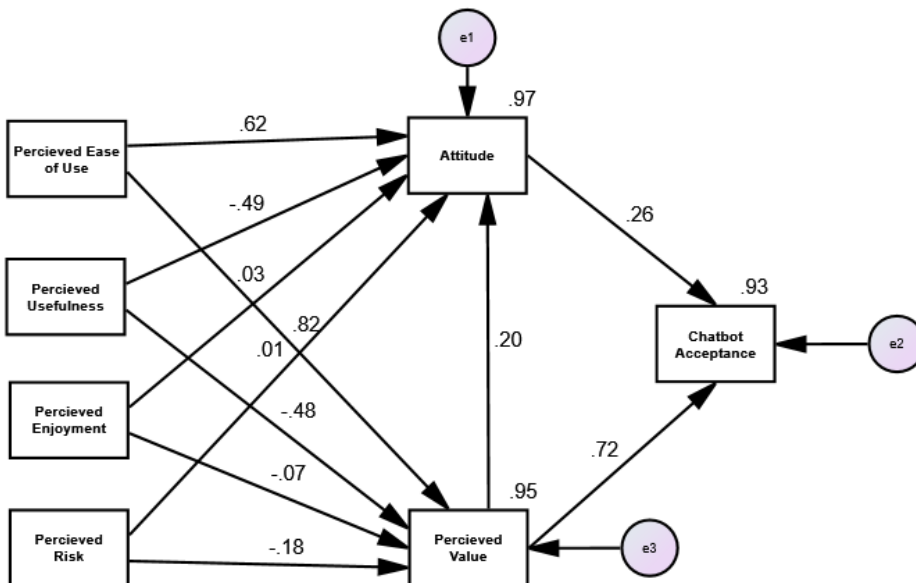 e1
.97
.62
Percieved Ease
of Use
Attitude
-.49
.26
.03
Percieved
Usefulness
.93
.82
Chatbot
Acceptance
e2
.01
.20
Percieved
Enjoyment
-.48
.72
-.07
.95
Percieved
Risk
-.18
Percieved
Value
e3